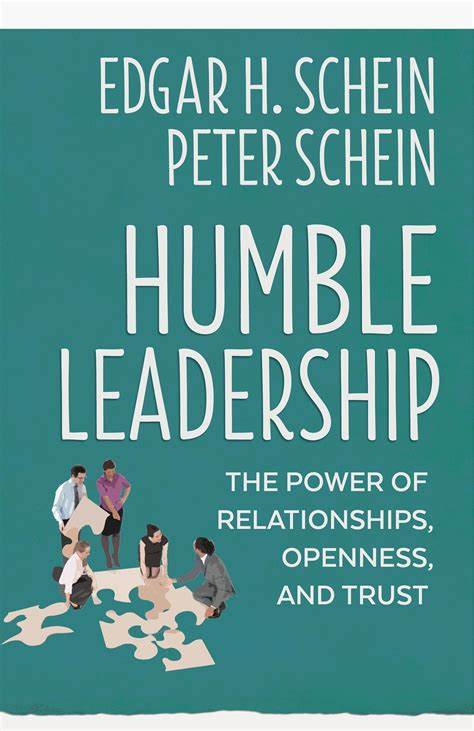 EDGAR H. SCHEIN
PETER SCHEIN
HUMBLE
LEADERSHIP
THE POWER OF
RELATIONSHIPS,
OPENNESS,
AND TRUST